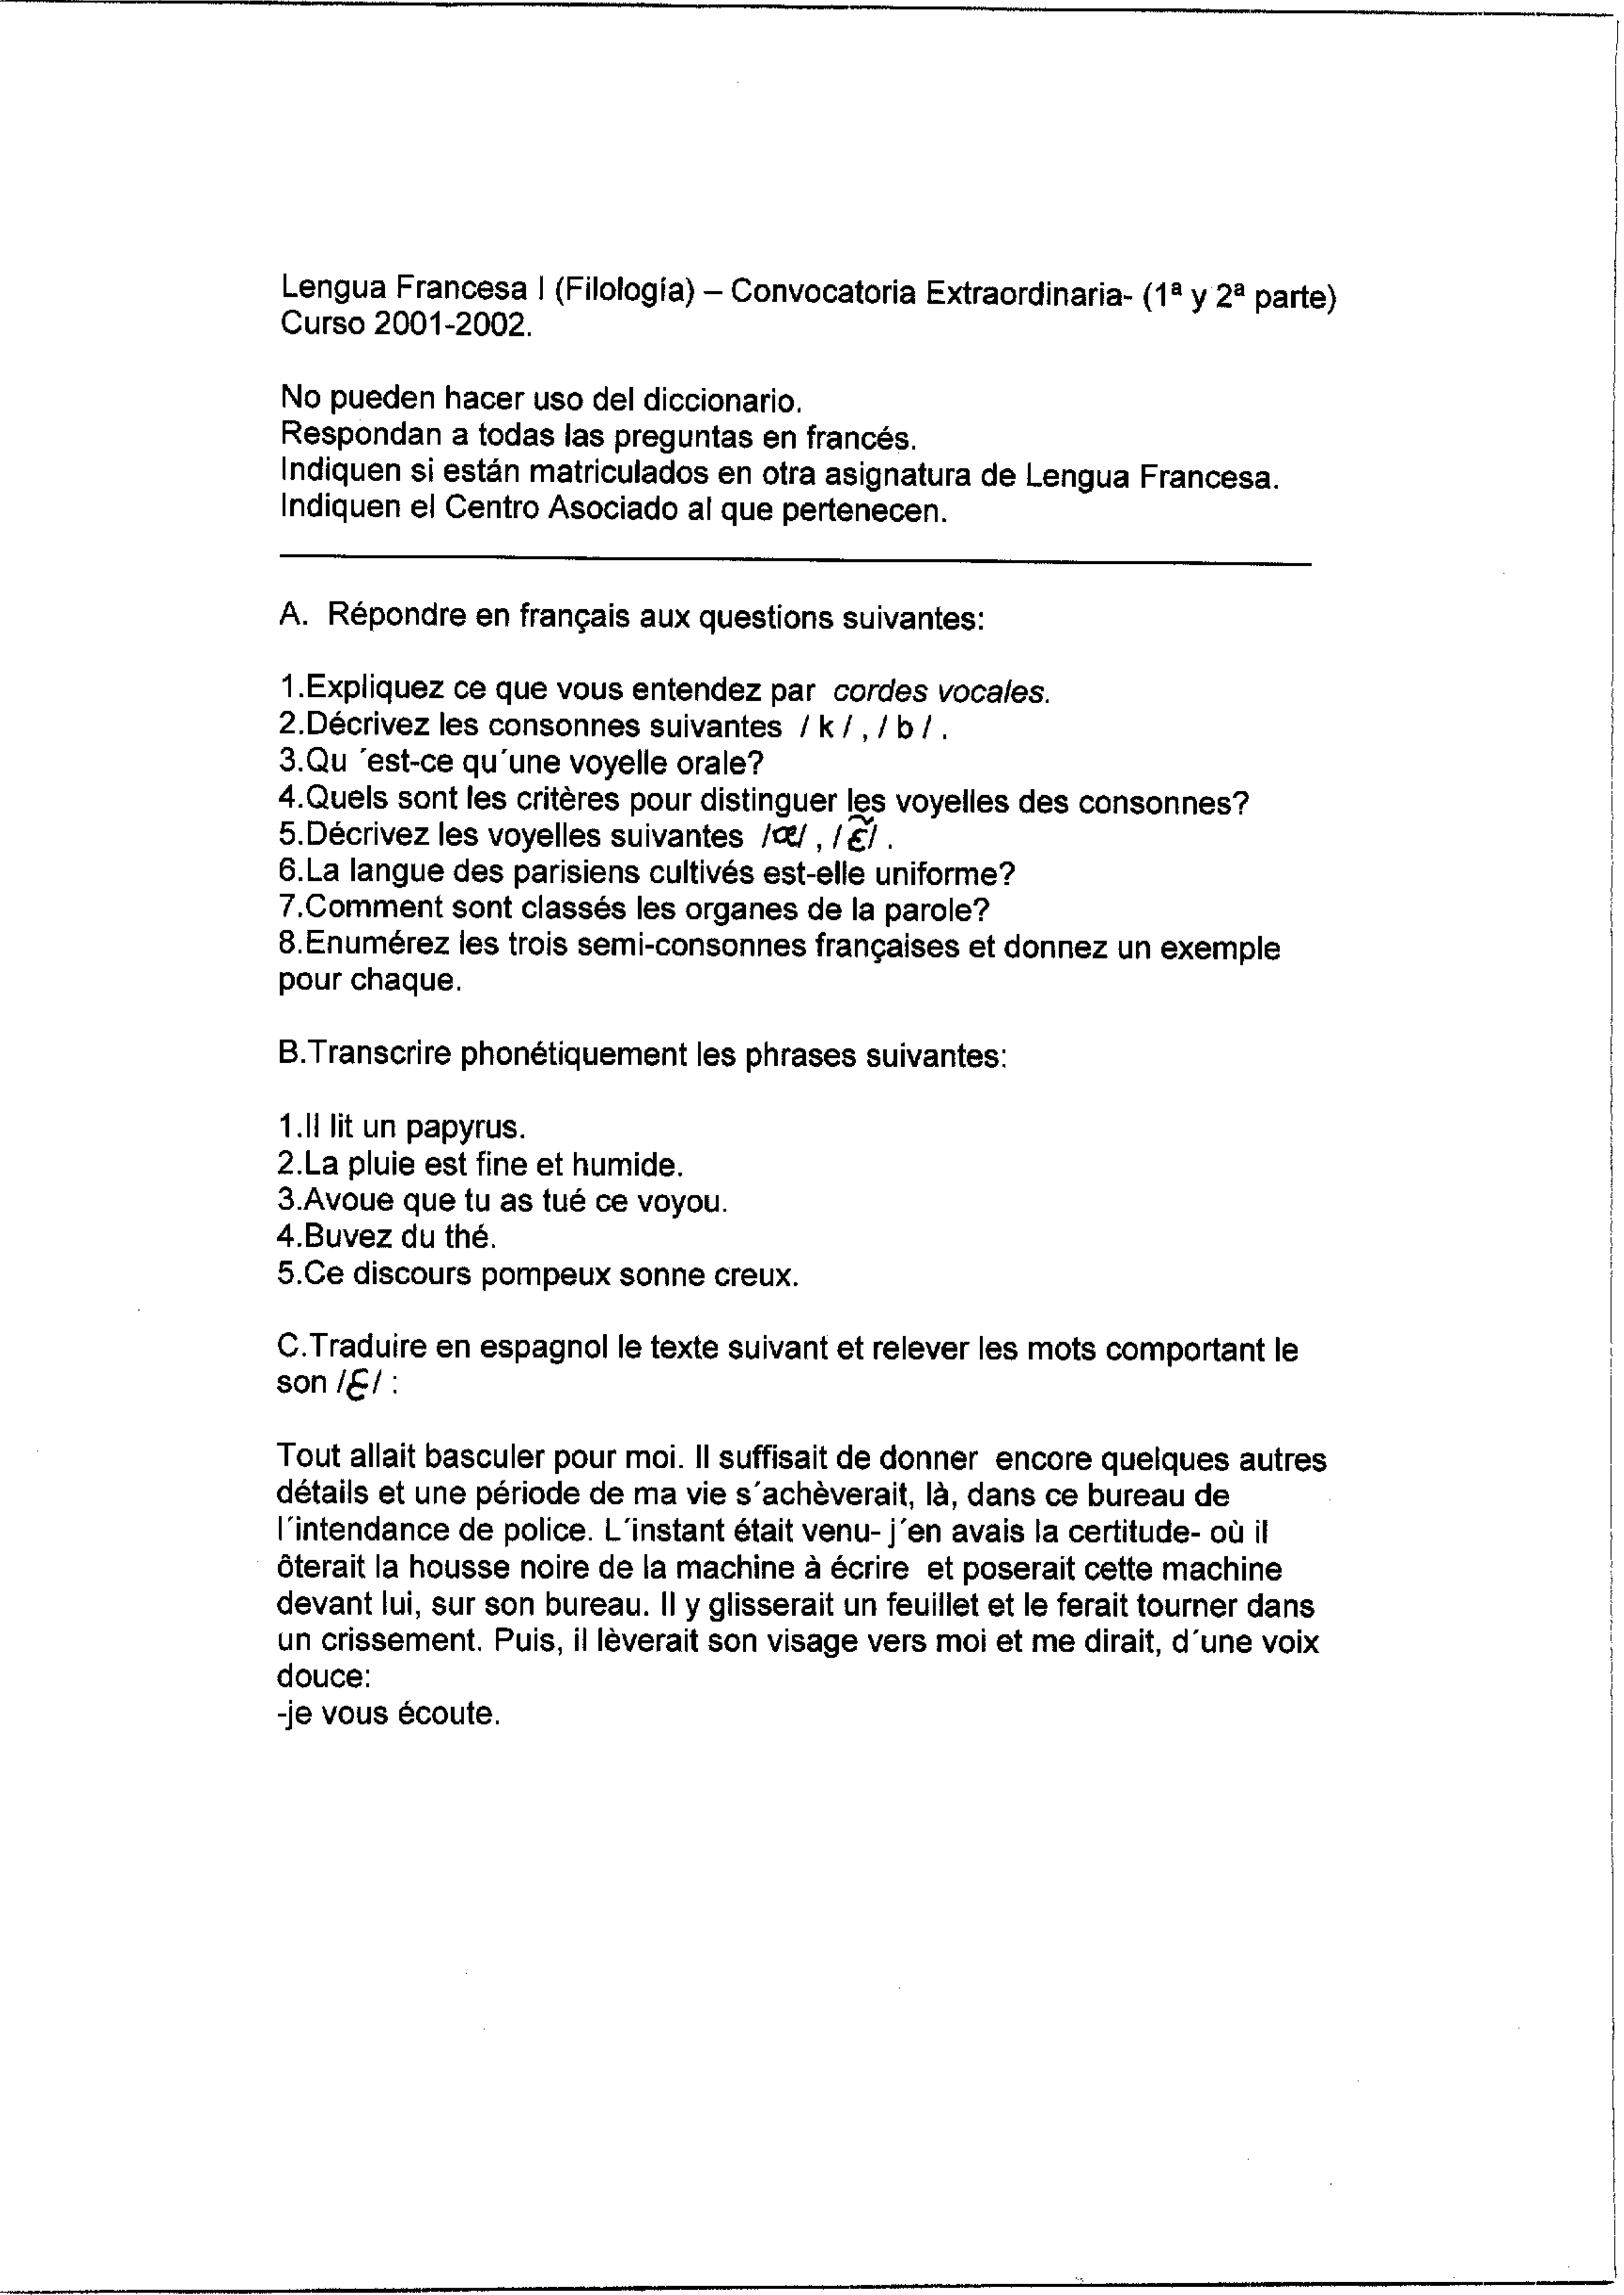 Lengua Francesa I (Filología) – Convocatoria Extraordinaria- (1ª y 2ª parte)
Curso 2001-2002.
No pueden hacer uso del diccionario.
Respondan a todas las preguntas en francés.
Indiquen si están matriculados en otra asignatura de Lengua Francesa.
Indiquen el Centro Asociado al que pertenecen.
A. Répondre en français aux questions suivantes:
1.Expliquez ce que vous entendez par cordes vocales.
2.Décrivez les consonnes suivantes / k / , / b / .
3.Qu ´est-ce qu´une voyelle orale?
4.Quels sont les critères pour distinguer les voyelles des consonnes?
5.Décrivez les voyelles suivantes /œ/ , / ɛ̃/ .
6.La langue des parisiens cultivés est-elle uniforme?
7.Comment sont classés les organes de la parole?
8.Enumérez les trois semi-consonnes françaises et donnez un exemple
pour chaque.
B.Transcrire phonétiquement les phrases suivantes:
1.Il lit un papyrus.
2.La pluie est fine et humide.
3.Avoue que tu as tué ce voyou.
4.Buvez du thé.
5.Ce discours pompeux sonne creux.
C.Traduire en espagnol le texte suivant et relever les mots comportant le
son /ɛ/ :
Tout allait basculer pour moi. Il suffisait de donner encore quelques autres
détails et une période de ma vie s´achèverait, là, dans ce bureau de
l´intendance de police. L´instant était venu- j´en avais la certitude- où il
ôterait la housse noire de la machine à écrire et poserait cette machine
devant lui, sur son bureau. Il y glisserait un feuillet et le ferait tourner dans
un crissement. Puis, il lèverait son visage vers moi et me dirait, d´une voix
douce:
-je vous écoute.